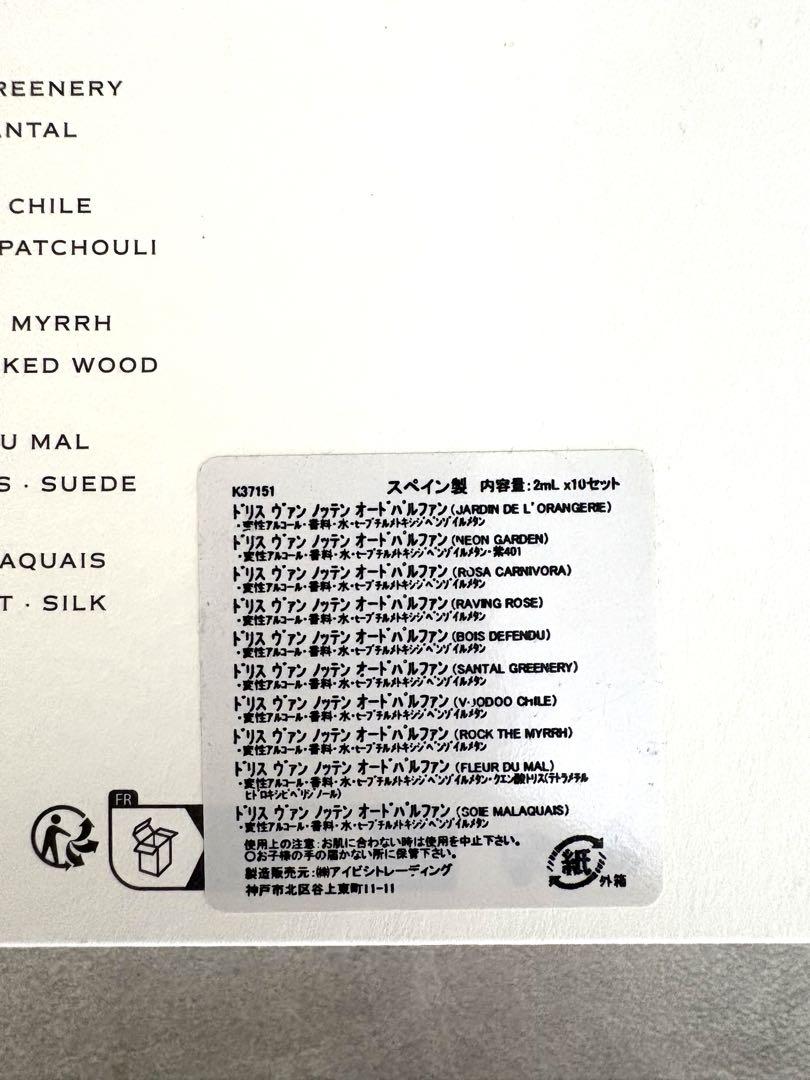 REENERY
ANTAL
CHILE
PATCHOULI
MYRRH
KED WOOD
U MAL
S · SUEDE
AQUAIS
T · SILK
K37151 スペイン製 内容量:2mL x10セット
ドリス ヴァン ノッテン オードパルファン(JARDIN DE L'ORANGERIE)
・変性アルコール・香料・水・t-ブチルメトキシジベンゾイルメタン
ドリス ヴァン ノッテン オードパルファン(NEON GARDEN)
・変性アルコール・香料・水・t-ブチルメトキシジベンゾイルメタン・紫401
ドリス ヴァン ノッテン オードパルファン(ROSA CARNIVORA)
・変性アルコール・香料・水・t-ブチルメトキシジベンゾイルメタン
ドリス ヴァン ノッテン オードパルファン(RAVING ROSE)
・変性アルコール・香料・水・t-ブチルメトキシジベンゾイルメタン
ドリス ヴァン ノッテン オードパルファン(BOIS DEFENDU)
・変性アルコール・香料・水・t-ブチルメトキシジベンゾイルメタン
ドリス ヴァン ノッテン オードパルファン(SANTAL GREENERY)
・変性アルコール・香料・水・t-ブチルメトキシジベンゾイルメタン
ドリス ヴァン ノッテン オードパルファン(VOODOO CHILE)
・変性アルコール・香料・水・t-ブチルメトキシジベンゾイルメタン
ドリス ヴァン ノッテン オードパルファン(ROCK THE MYRRH)
・変性アルコール・香料・水・t-ブチルメトキシジベンゾイルメタン
ドリス ヴァン ノッテン オードパルファン(FLEUR DU MAL)
・変性アルコール・香料・水・t-ブチルメトキシジベンゾイルメタン・クエン酸トリス(テトラメチル
ヒドロキシピペリジノール)
ドリス ヴァン ノッテン オードパルファン(SOIE MALAQUAIS)
・変性アルコール・香料・水・t-ブチルメトキシジベンゾイルメタン
使用上の注意:お肌に合わない時は使用を中止下さい。
〇お子様の手の届かない所に保管下さい。
製造販売元:㈱アイビシトレーディング
神戸市北区谷上東町11-11
紙
外箱
FR